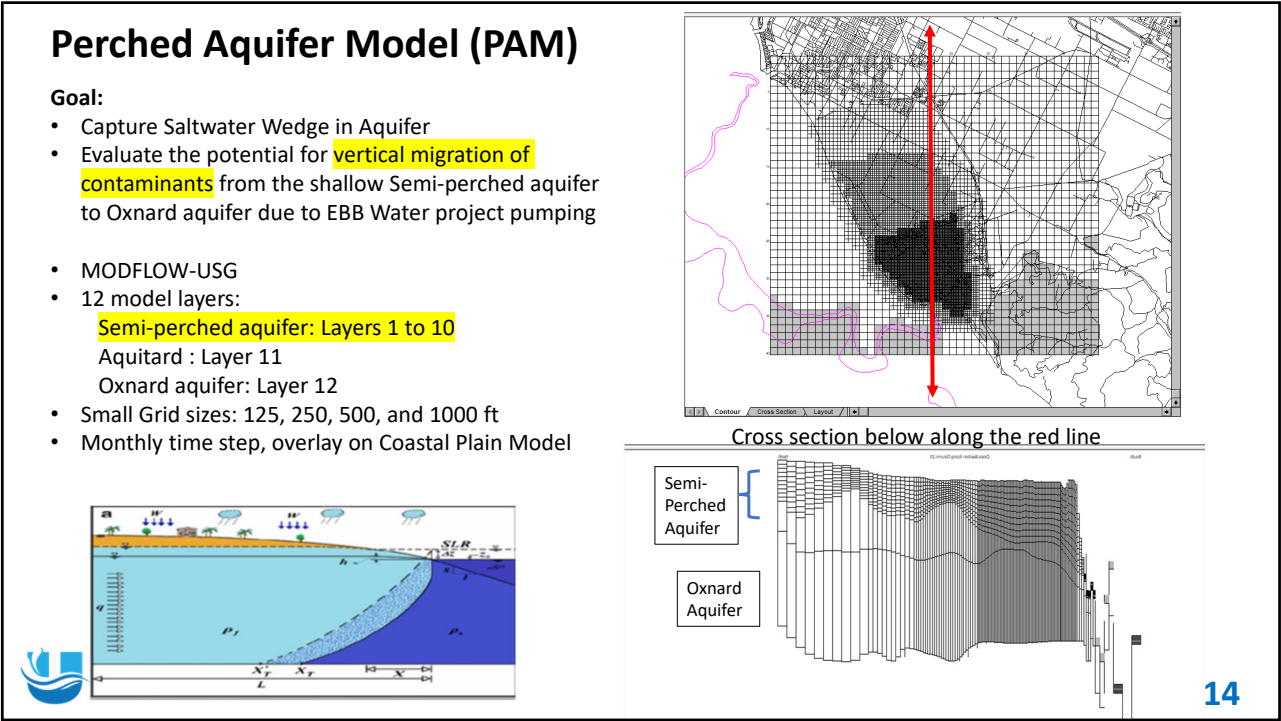 Perched Aquifer Model (PAM)
Goal:
• Capture Saltwater Wedge in Aquifer
• Evaluate the potential for vertical migration of
contaminants from the shallow Semi-perched aquifer
to Oxnard aquifer due to EBB Water project pumping
• MODFLOW-USG
• 12 model layers:
Semi-perched aquifer: Layers 1 to 10
Aquitard : Layer 11
Oxnard aquifer: Layer 12
• Small Grid sizes: 125, 250, 500, and 1000 ft
• Monthly time step, overlay on Coastal Plain Model
Contour Cross Section Layout
Cross section below along the red line
Semi-
Perched
Aquifer
Oxnard
Aquifer
a
W W
SLR
h
q
X'T XT X
L
14